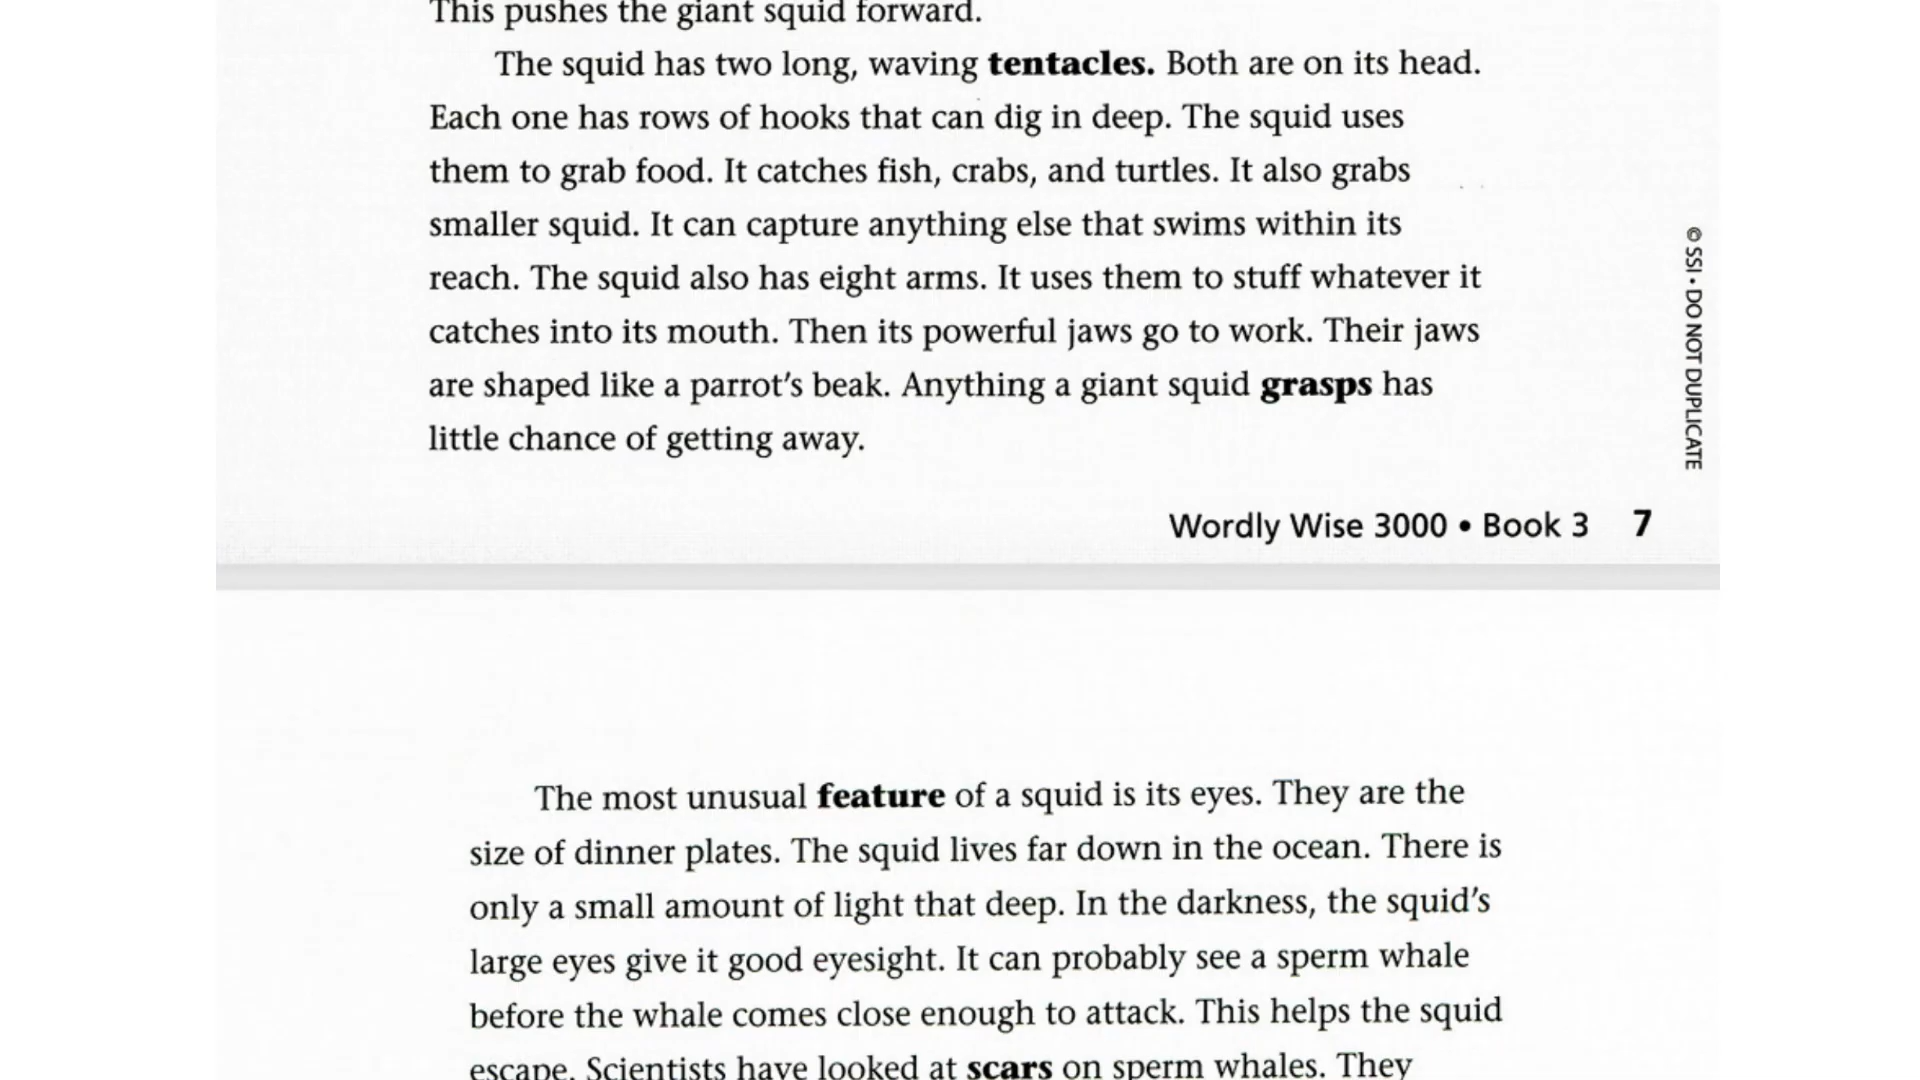 This pushes the giant squid forward.
The squid has two long, waving tentacles. Both are on its head.
Each one has rows of hooks that can dig in deep. The squid uses
them to grab food. It catches fish, crabs, and turtles. It also grabs
smaller squid. It can capture anything else that swims within its
reach. The squid also has eight arms. It uses them to stuff whatever it
catches into its mouth. Then its powerful jaws go to work. Their jaws
are shaped like a parrot's beak. Anything a giant squid grasps has
little chance of getting away.
© SSI • DO NOT DUPLICATE
Wordly Wise 3000 • Book 3 7
The most unusual feature of a squid is its eyes. They are the
size of dinner plates. The squid lives far down in the ocean. There is
only a small amount of light that deep. In the darkness, the squid's
large eyes give it good eyesight. It can probably see a sperm whale
before the whale comes close enough to attack. This helps the squid
escape. Scientists have looked at scars on sperm whales. They